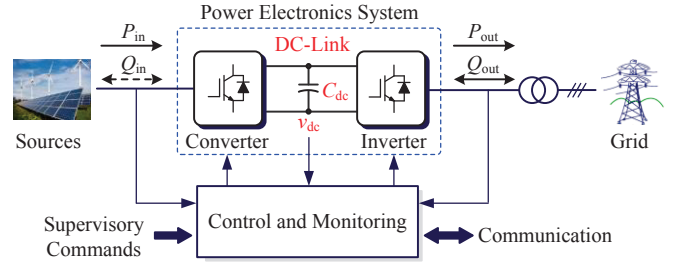 Power Electronics System
P_in
Q_in
DC-Link
P_out
Q_out
C_dc
v_dc
Sources
Converter
Inverter
Grid
Control and Monitoring
Supervisory
Commands
Communication